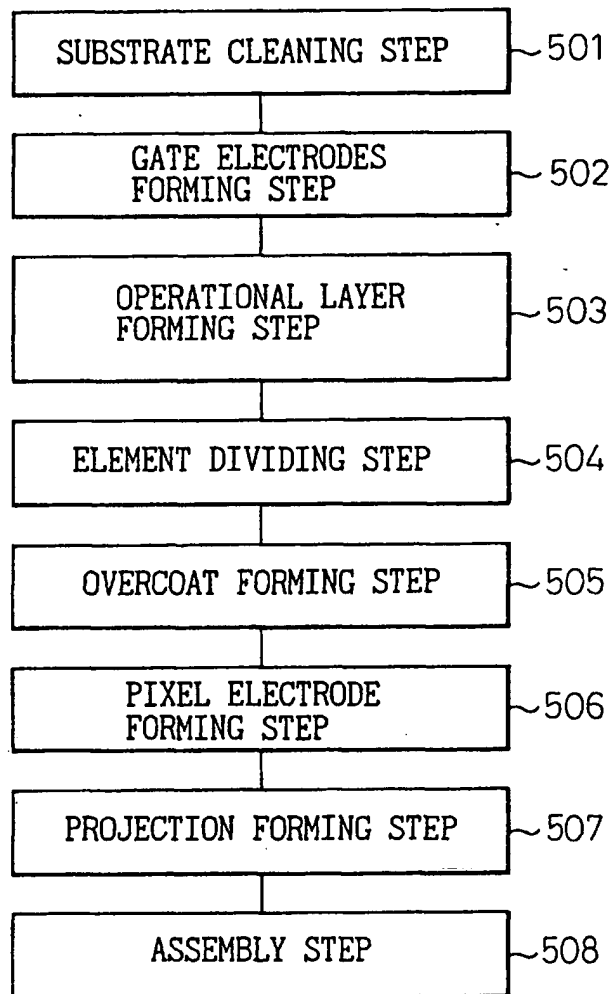 SUBSTRATE CLEANING STEP 501
GATE ELECTRODES
FORMING STEP 502
OPERATIONAL LAYER
FORMING STEP 503
ELEMENT DIVIDING STEP 504
OVERCOAT FORMING STEP 505
PIXEL ELECTRODE
FORMING STEP 506
PROJECTION FORMING STEP 507
ASSEMBLY STEP 508